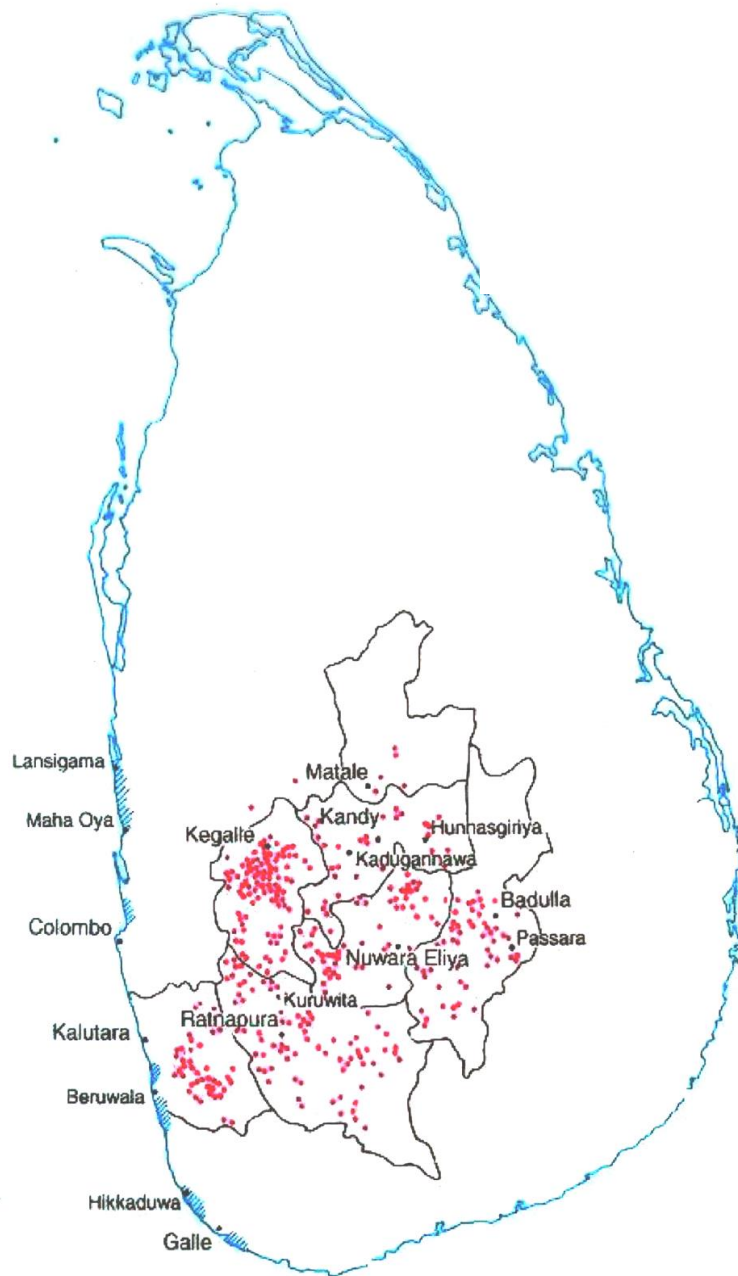 Lansigama
Matale
Maha Oya
Kandy
Hunnasgiriya
Kegalle
Kadugannawa
Badulla
Colombo
Passara
Nuwara Eliya
Kuruwita
Ratnapura
Kalutara
Beruwala
Hikkaduwa
Galle